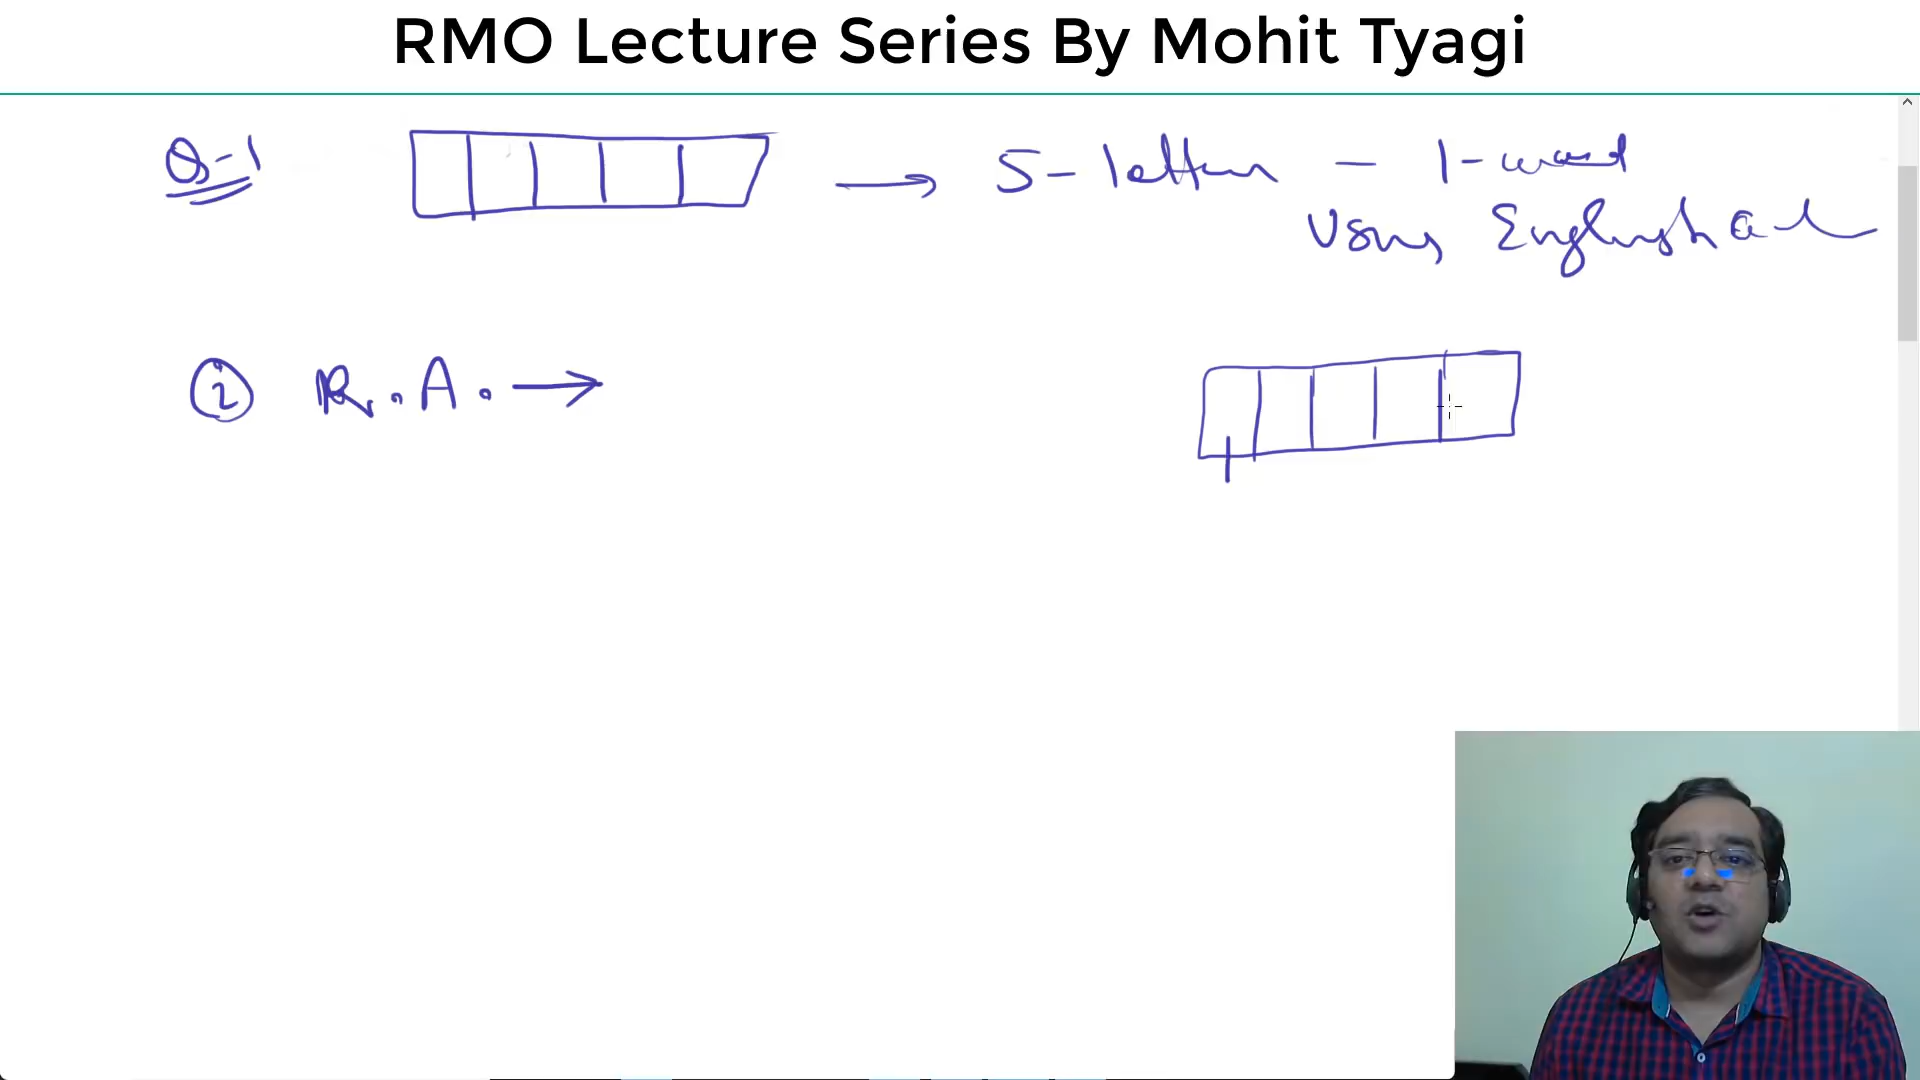 RMO Lecture Series By Mohit Tyagi
Q-1 → 5-letter - 1-word
Using English al
② R.A. →